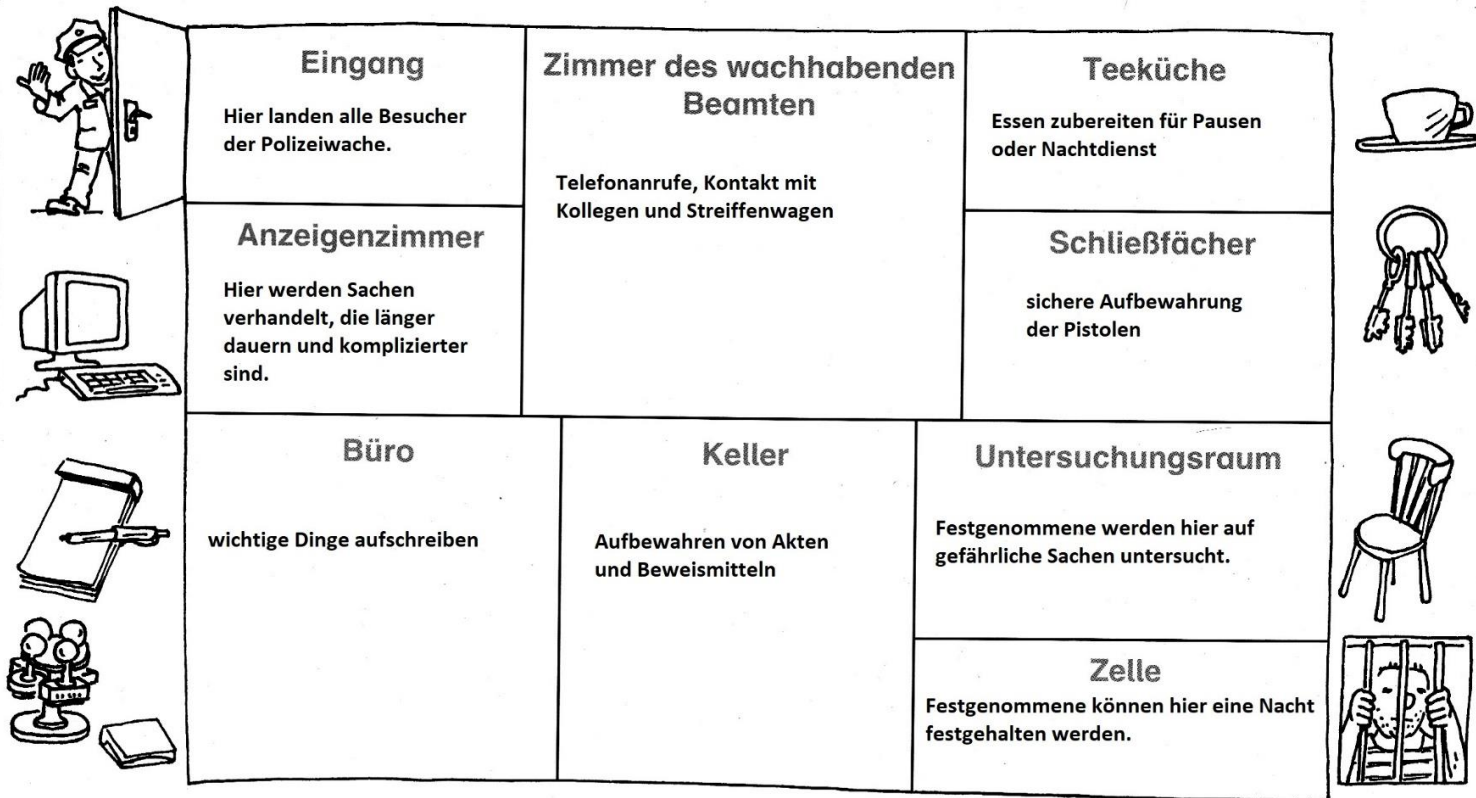 Eingang
Hier landen alle Besucher
der Polizeiwache.
Zimmer des wachhabenden
Beamten
Telefonanrufe, Kontakt mit
Kollegen und Streiffenwagen
Teeküche
Essen zubereiten für Pausen
oder Nachtdienst
Anzeigenzimmer
Hier werden Sachen
verhandelt, die länger
dauern und komplizierter
sind.
Schließfächer
sichere Aufbewahrung
der Pistolen
Büro
wichtige Dinge aufschreiben
Keller
Aufbewahren von Akten
und Beweismitteln
Untersuchungsraum
Festgenommene werden hier auf
gefährliche Sachen untersucht.
Zelle
Festgenommene können hier eine Nacht
festgehalten werden.